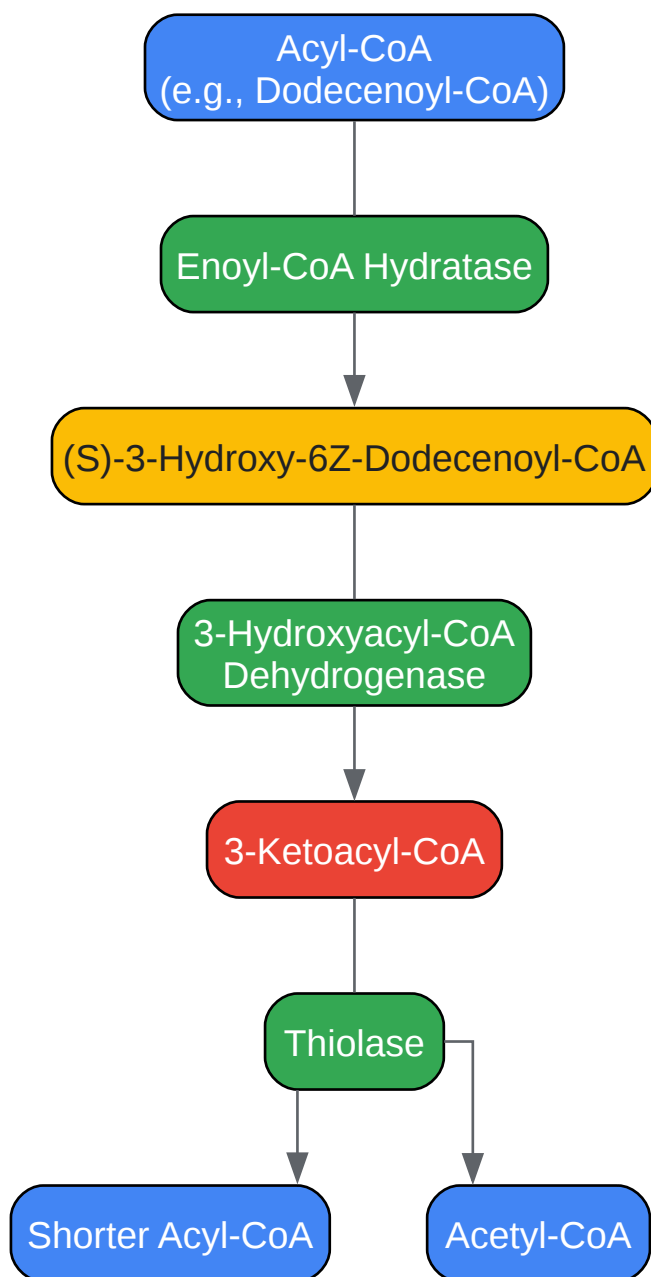 Acyl-CoA
(e.g., Dodecenoyl-CoA)
Enoyl-CoA Hydratase
(S)-3-Hydroxy-6Z-Dodecenoyl-CoA
3-Hydroxyacyl-CoA
Dehydrogenase
3-Ketoacyl-CoA
Thiolase
Shorter Acyl-CoA
Acetyl-CoA